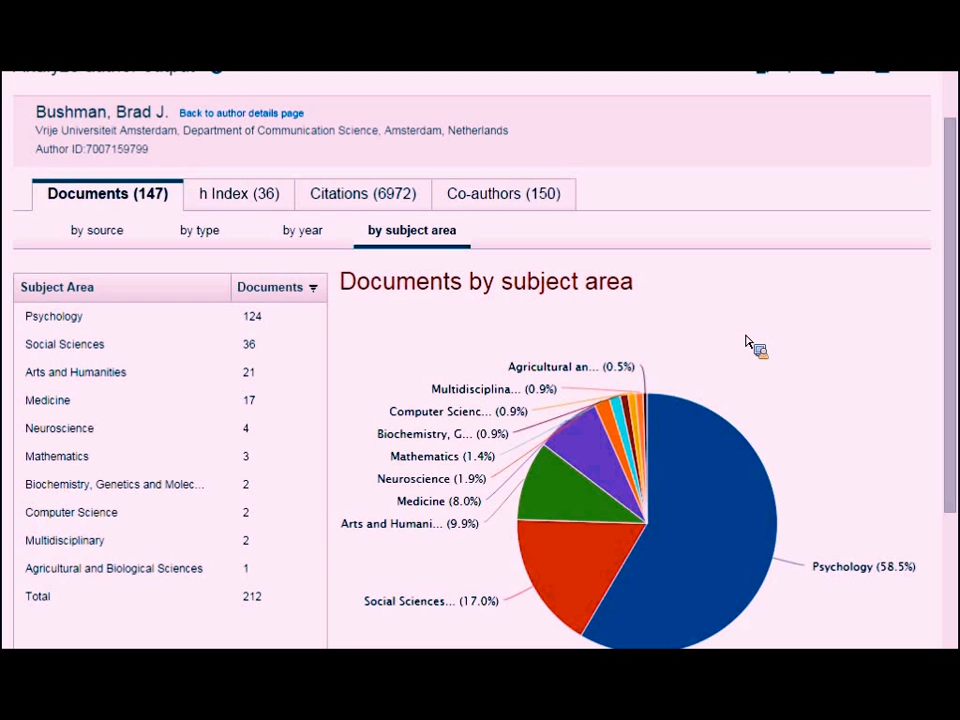 Bushman, Brad J. Back to author details page
Vrije Universiteit Amsterdam, Department of Communication Science, Amsterdam, Netherlands
Author ID:7007159799
Documents (147) h Index (36) Citations (6972) Co-authors (150)
by source by type by year by subject area
Subject Area Documents
Psychology 124
Social Sciences 36
Arts and Humanities 21
Medicine 17
Neuroscience 4
Mathematics 3
Biochemistry, Genetics and Molec... 2
Computer Science 2
Multidisciplinary 2
Agricultural and Biological Sciences 1
Total 212
Documents by subject area
Agricultural an... (0.5%)
Multidisciplina... (0.9%)
Computer Scienc... (0.9%)
Biochemistry, G... (0.9%)
Mathematics (1.4%)
Neuroscience (1.9%)
Medicine (8.0%)
Arts and Humani... (9.9%)
Psychology (58.5%)
Social Sciences... (17.0%)